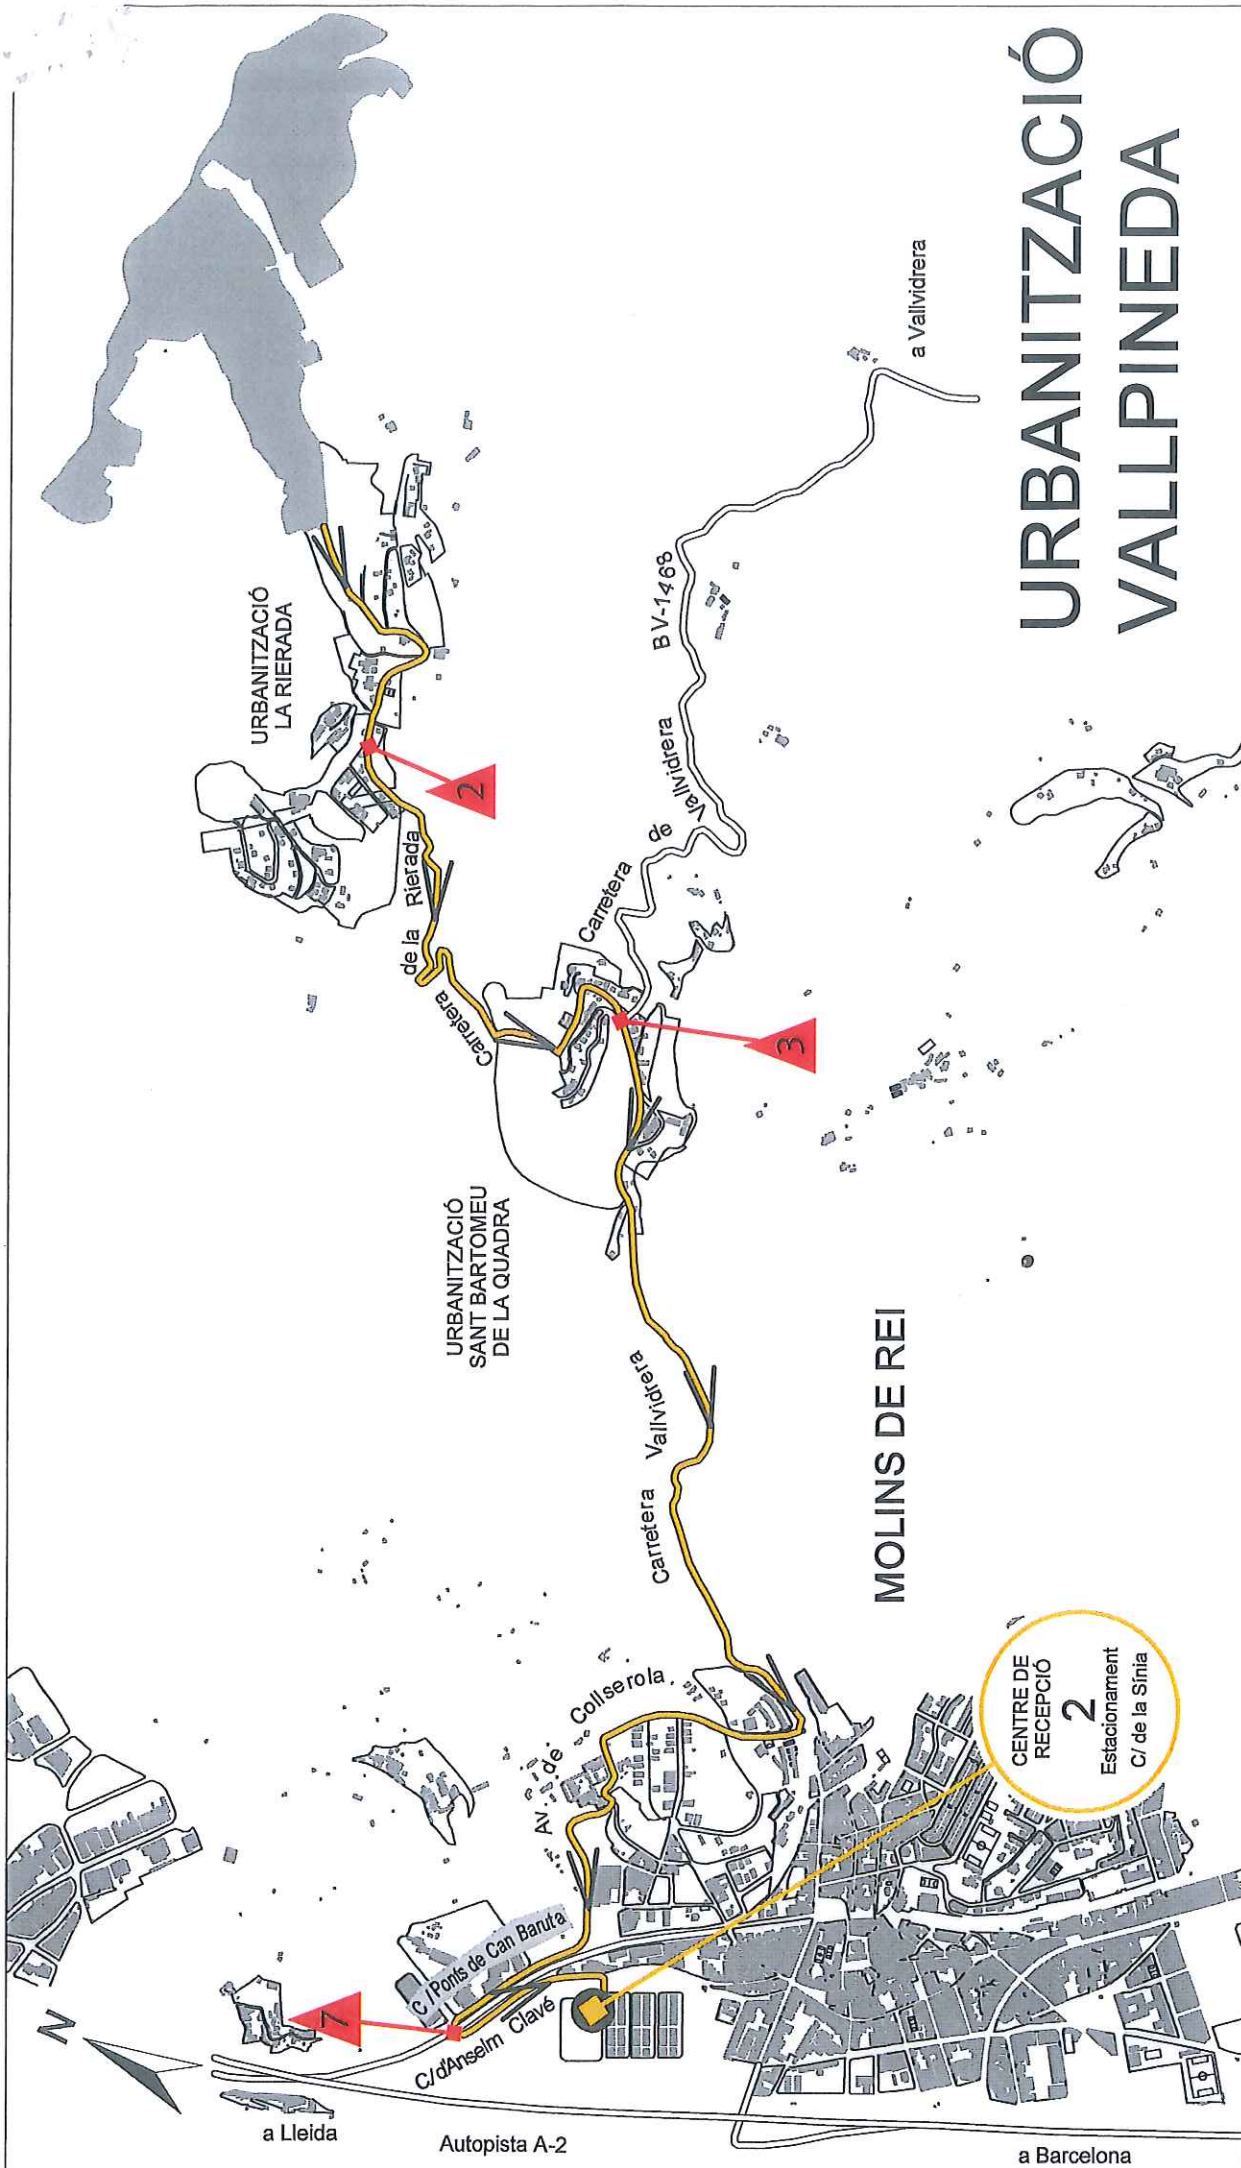 URBANITZACIÓ
VALLPINEDA
URBANITZACIÓ
LA RIERADA
a Vallvidrera
BV-1468
Carretera de Vallvidrera
2
Carretera de la Rierada
3
URBANITZACIÓ
SANT BARTOMEU
DE LA QUADRA
Carretera Vallvidrera
MOLINS DE REI
Av. de Collserola
CENTRE DE
RECEPCIÓ
2
Estacionament
C/ de la Sínia
C/ Ponts de Can Baruta
C/d'Anselm Clavé
7
N
a Lleida
Autopista A-2
a Barcelona